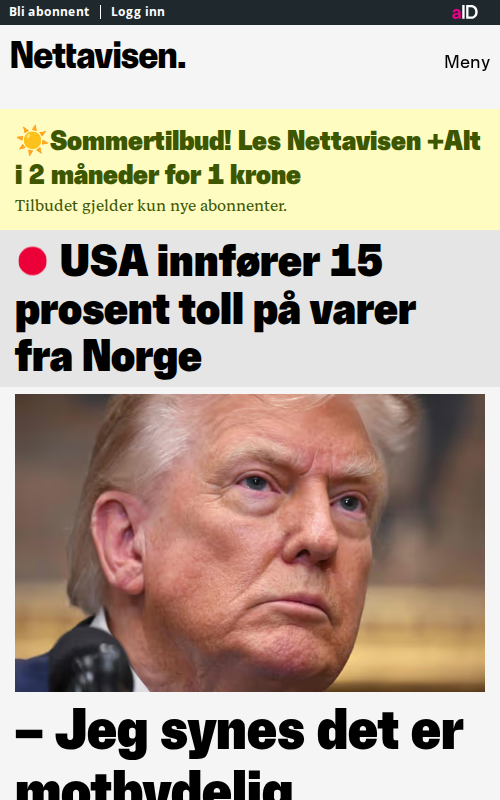 Bli abonnent
Logg inn
aID
Nettavisen.
Meny
Sommertilbud! Les Nettavisen +Alt
i 2 måneder for 1 krone
Tilbudet gjelder kun nye abonnenter.
USA innfører 15
prosent toll på varer
fra Norge
– Jeg synes det er
motbydelig